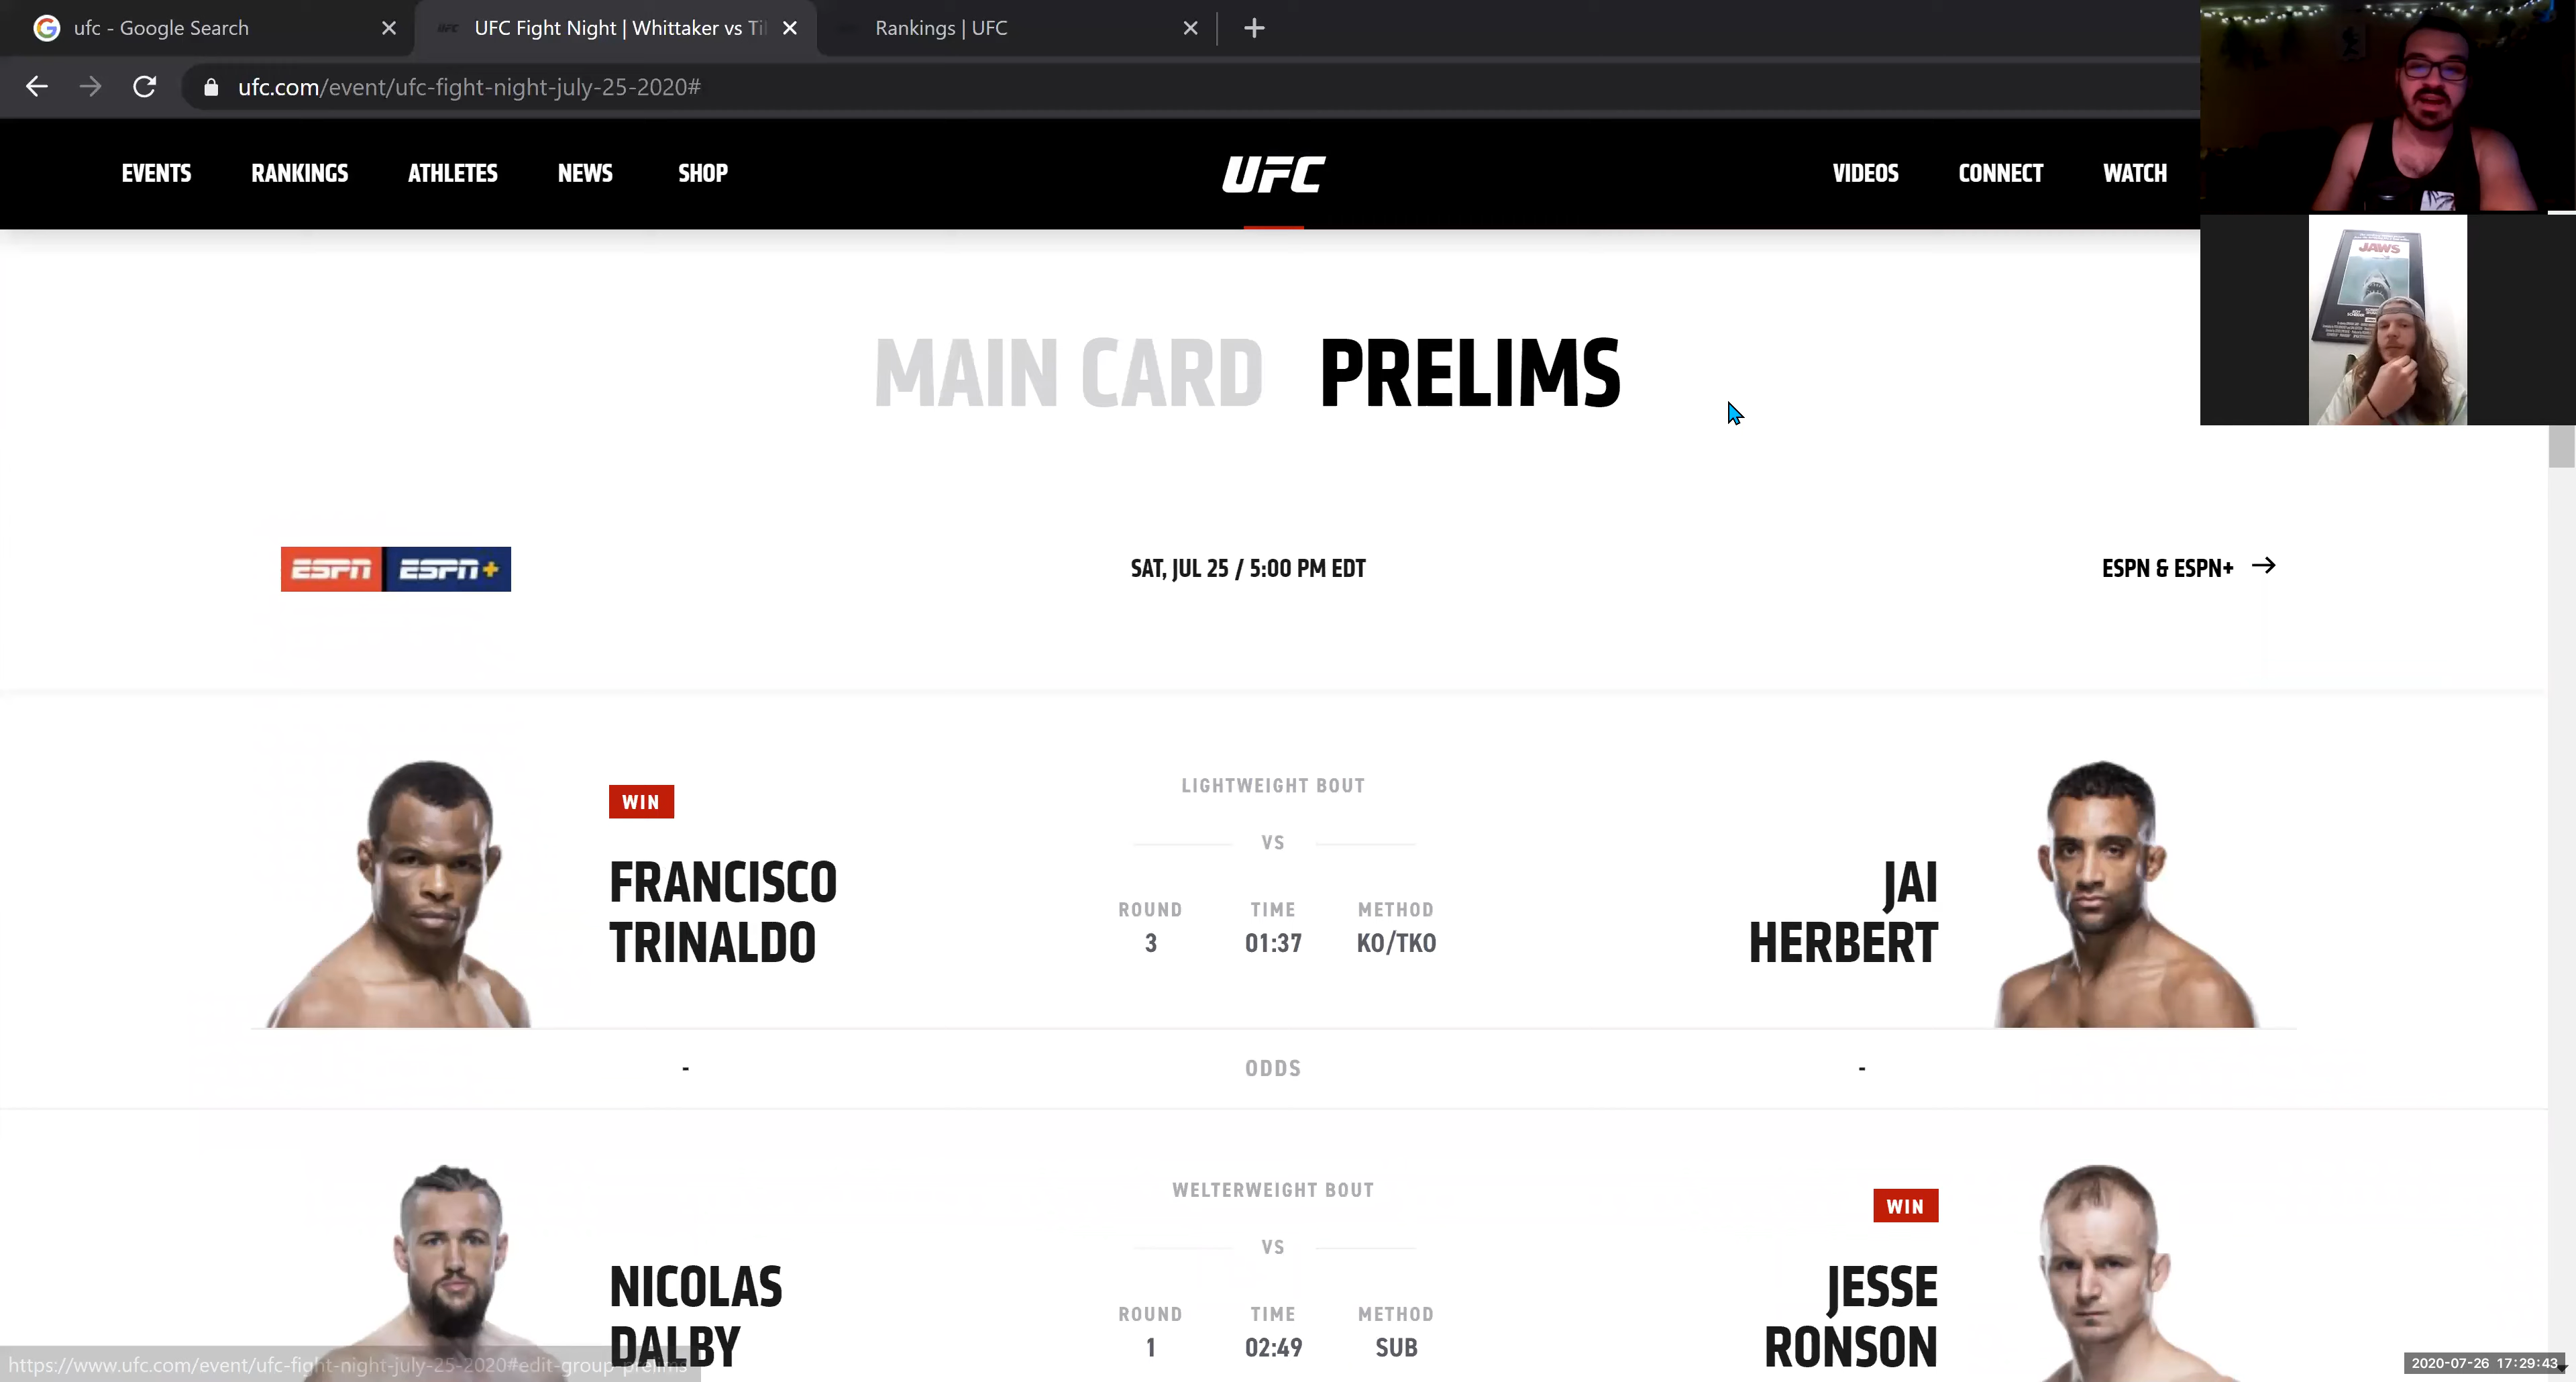 ufc - Google Search
UFC Fight Night | Whittaker vs Til
Rankings | UFC
ufc.com/event/ufc-fight-night-july-25-2020#
EVENTS RANKINGS ATHLETES NEWS SHOP
UFC
VIDEOS CONNECT WATCH
JAWS
MAIN CARD PRELIMS
ESPN ESPN+
SAT, JUL 25 / 5:00 PM EDT
ESPN & ESPN+
WIN
FRANCISCO
TRINALDO
LIGHTWEIGHT BOUT
VS
ROUND TIME METHOD
3 01:37 KO/TKO
JAI
HERBERT
- ODDS -
NICOLAS
DALBY
WELTERWEIGHT BOUT
VS
ROUND TIME METHOD
1 02:49 SUB
WIN
JESSE
RONSON
https://www.ufc.com/event/ufc-fight-night-july-25-2020#edit-group-prelims
2020-07-26 17:29:43